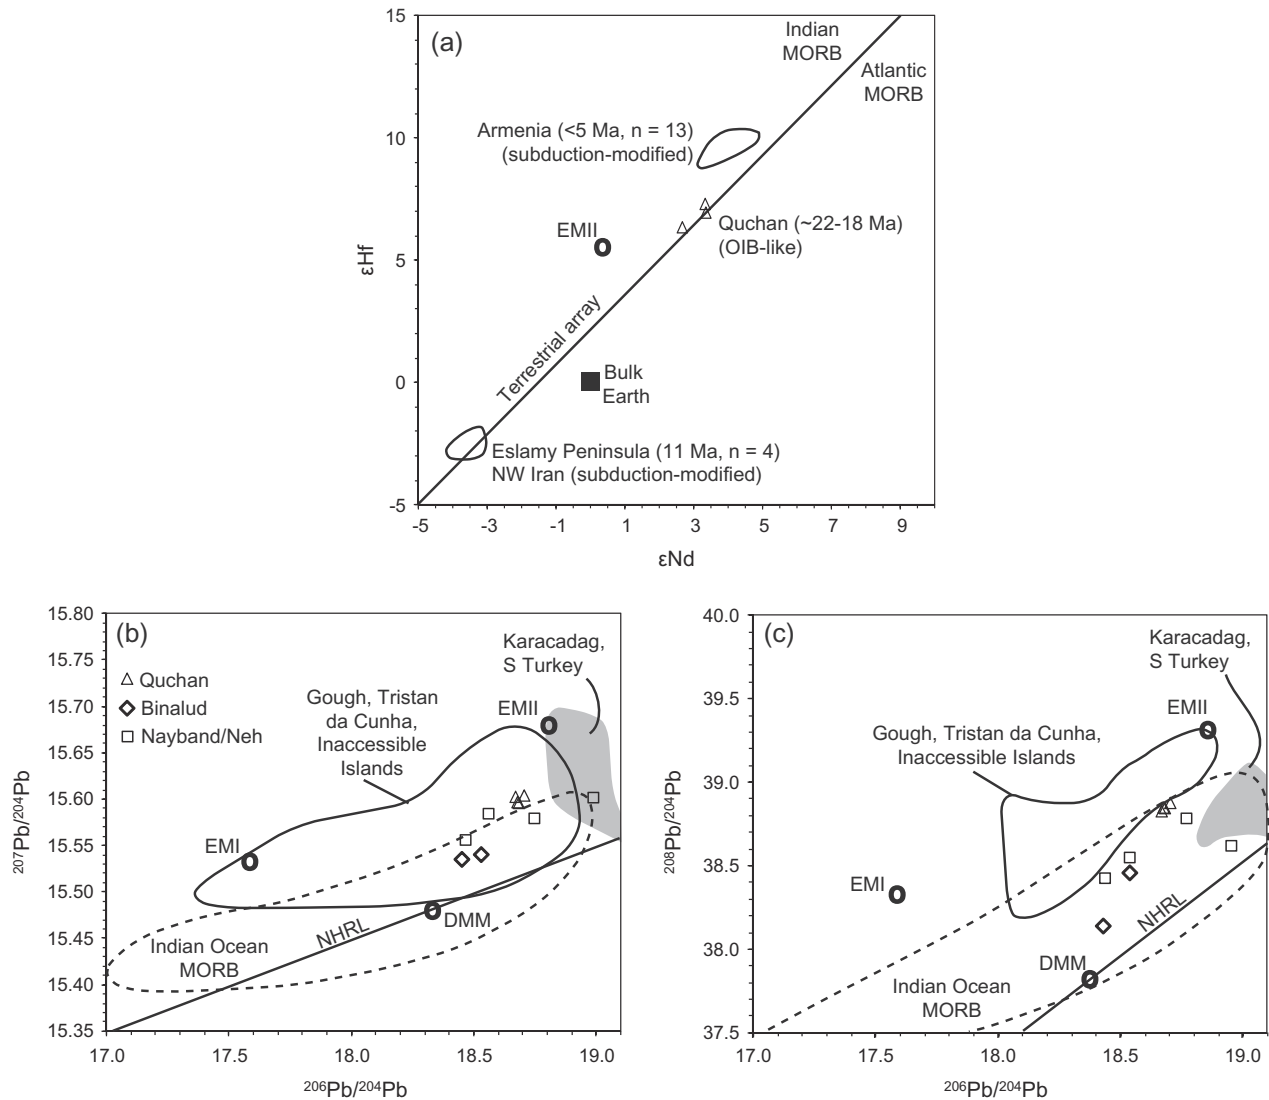 (a)
15
10
5
0
-5
εHf
-5
-3
-1
1
3
5
7
9
εNd
Indian
MORB
Atlantic
MORB
Armenia (<5 Ma, n = 13)
(subduction-modified)
EMII
Quchan (~22-18 Ma)
(OIB-like)
Terrestrial array
Bulk
Earth
Eslamy Peninsula (11 Ma, n = 4)
NW Iran (subduction-modified)
(b)
15.80
15.75
15.70
15.65
15.60
15.55
15.50
15.45
15.40
15.35
²⁰⁷Pb/²⁰⁴Pb
17.0
17.5
18.0
18.5
19.0
²⁰⁶Pb/²⁰⁴Pb
Quchan
Binalud
Nayband/Neh
Karacadag,
S Turkey
Gough, Tristan
da Cunha,
Inaccessible
Islands
EMII
EMI
DMM
NHRL
Indian Ocean
MORB
(c)
40.0
39.5
39.0
38.5
38.0
37.5
²⁰⁸Pb/²⁰⁴Pb
17.0
17.5
18.0
18.5
19.0
²⁰⁶Pb/²⁰⁴Pb
Karacadag,
S Turkey
EMII
Gough, Tristan da Cunha,
Inaccessible Islands
EMI
NHRL
DMM
Indian Ocean
MORB